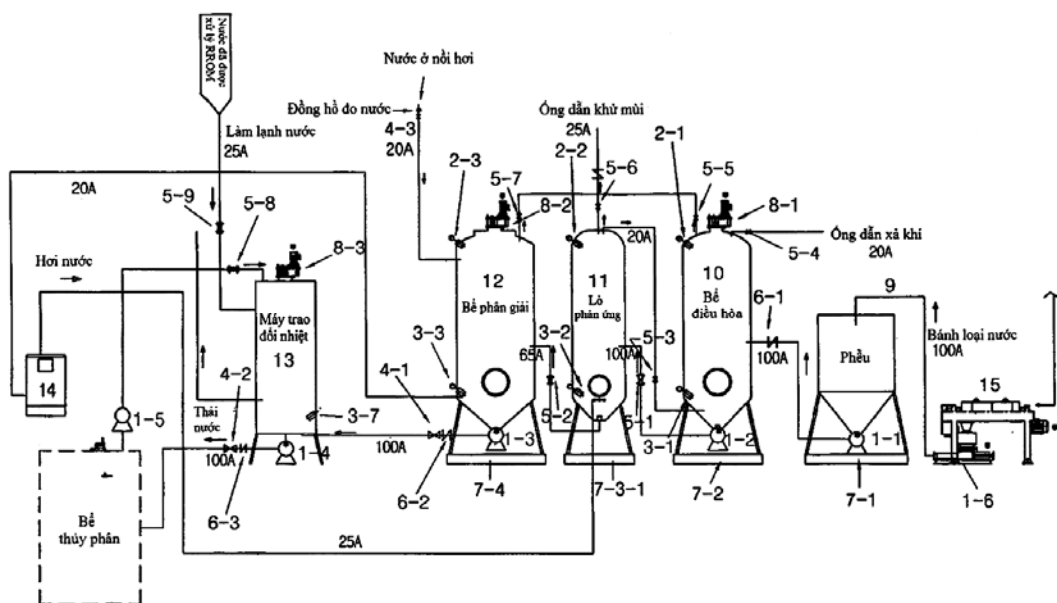 Nước đã được
xử lý RROM
Nước ở nồi hơi
Đồng hồ đo nước
4-3
20A
Ống dẫn khử mùi
25A
Làm lạnh nước
25A
20A
2-3
5-7
8-2
2-2
5-6
2-1
5-5
8-1
5-9
5-8
8-3
20A
5-4
Ống dẫn xả khí
20A
Hơi nước
12
Bể phân giải
11
Lò
phản ứng
10
Bể
điều hòa
6-1
9
Máy trao
đổi nhiệt
13
3-3
65A
3-2
100A
5-3
100A
Phễu
Bánh loại nước
100A
14
4-2
4-1
15
1-5
Thải
nước
3-7
5-2
5-1
3-1
100A
1-4
100A
1-3
1-2
1-1
6-3
6-2
7-4
7-3-1
7-2
7-1
1-6
Bể
thủy phân
25A